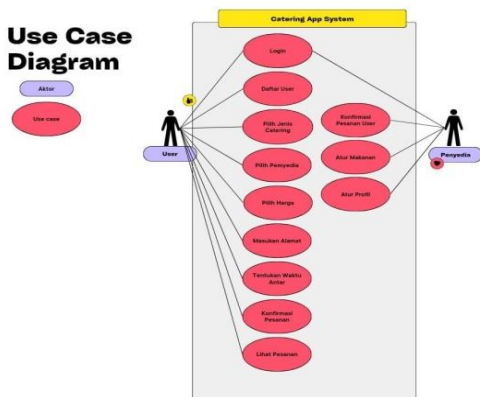 Use Case
Diagram
Aktor
Use case
Catering App System
Login
Daftar User
Pilih Jenis
Catering
Pilih Penyedia
Pilih Harga
Masukan Alamat
Tentukan Waktu
Antar
Konfirmasi
Pesanan
Lihat Pesanan
Konfirmasi
Pesanan User
Atur Makanan
Atur Profil
User
Penyedia